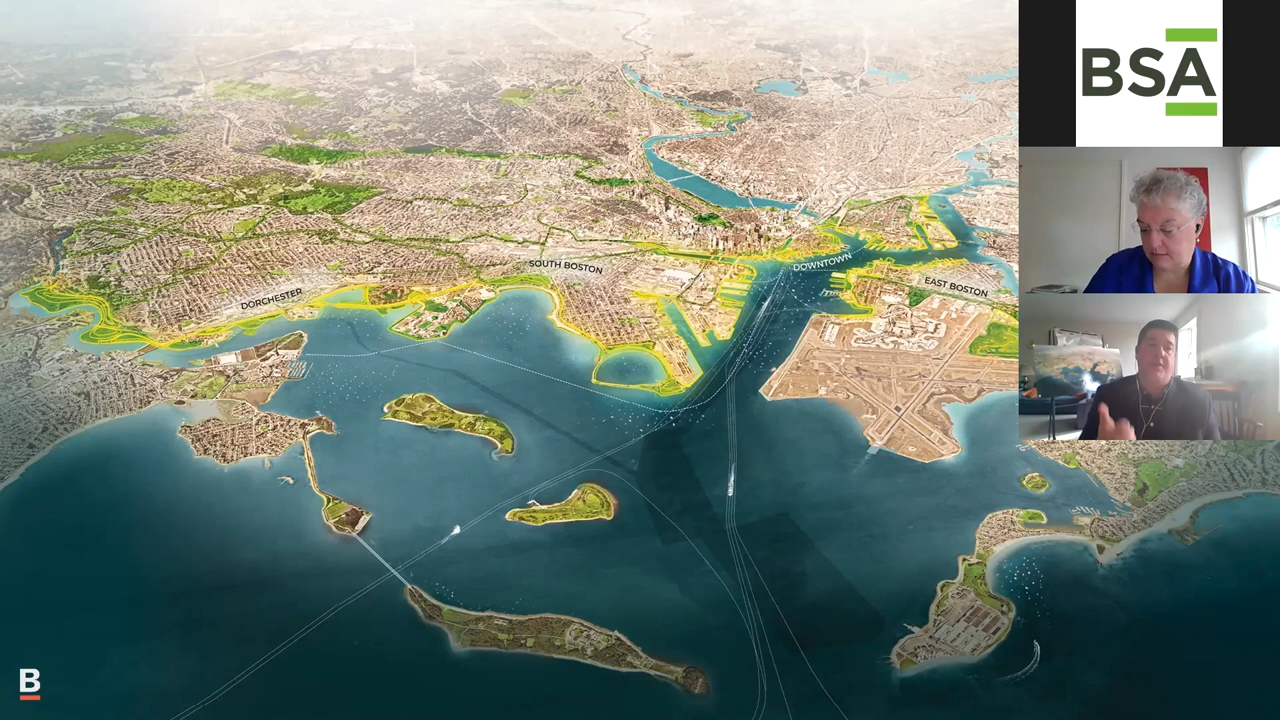 DORCHESTER
SOUTH BOSTON
DOWNTOWN
EAST BOSTON
B
BSA